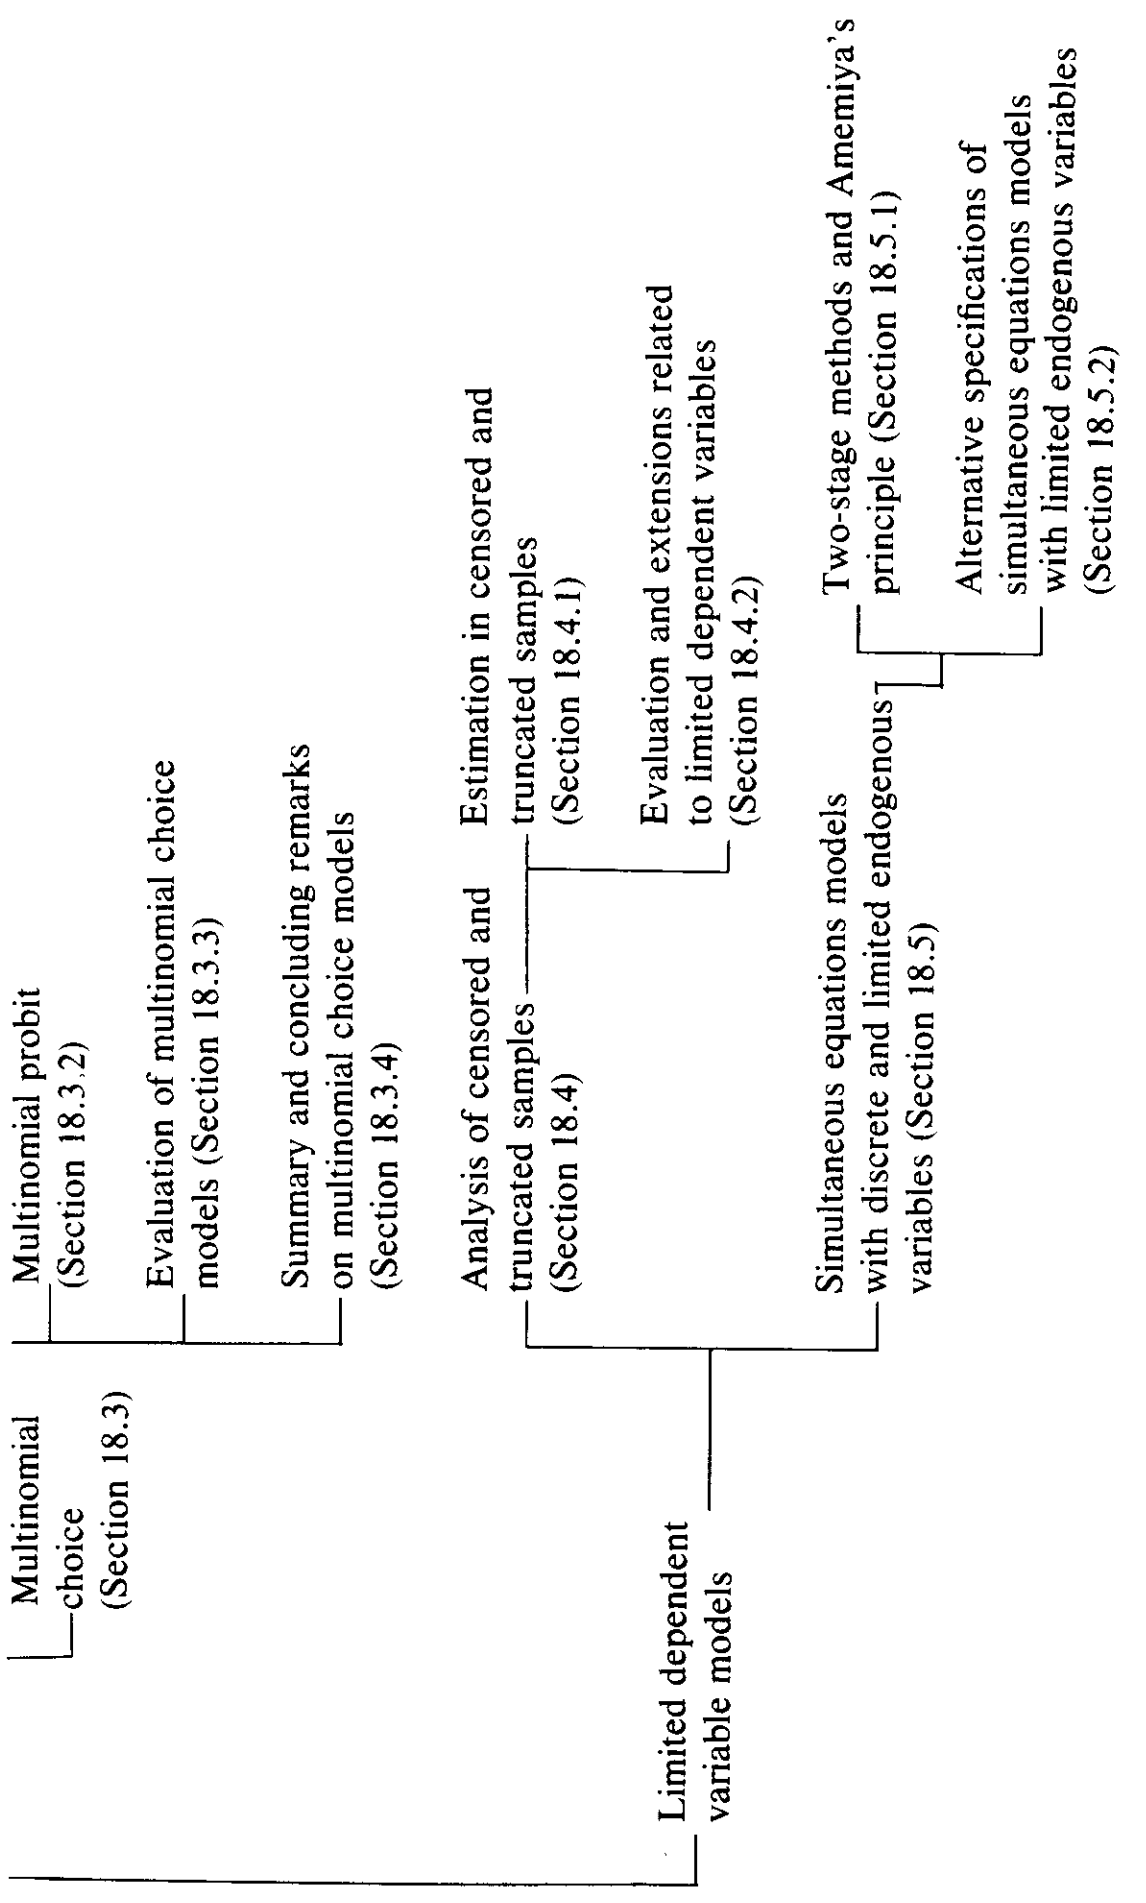 Multinomial
choice
(Section 18.3)
Multinomial probit
(Section 18.3.2)
Evaluation of multinomial choice
models (Section 18.3.3)
Summary and concluding remarks
on multinomial choice models
(Section 18.3.4)
Limited dependent
variable models
Analysis of censored and
truncated samples
(Section 18.4)
Estimation in censored and
truncated samples
(Section 18.4.1)
Evaluation and extensions related
to limited dependent variables
(Section 18.4.2)
Simultaneous equations models
with discrete and limited endogenous
variables (Section 18.5)
Two-stage methods and Amemiya's
principle (Section 18.5.1)
Alternative specifications of
simultaneous equations models
with limited endogenous variables
(Section 18.5.2)